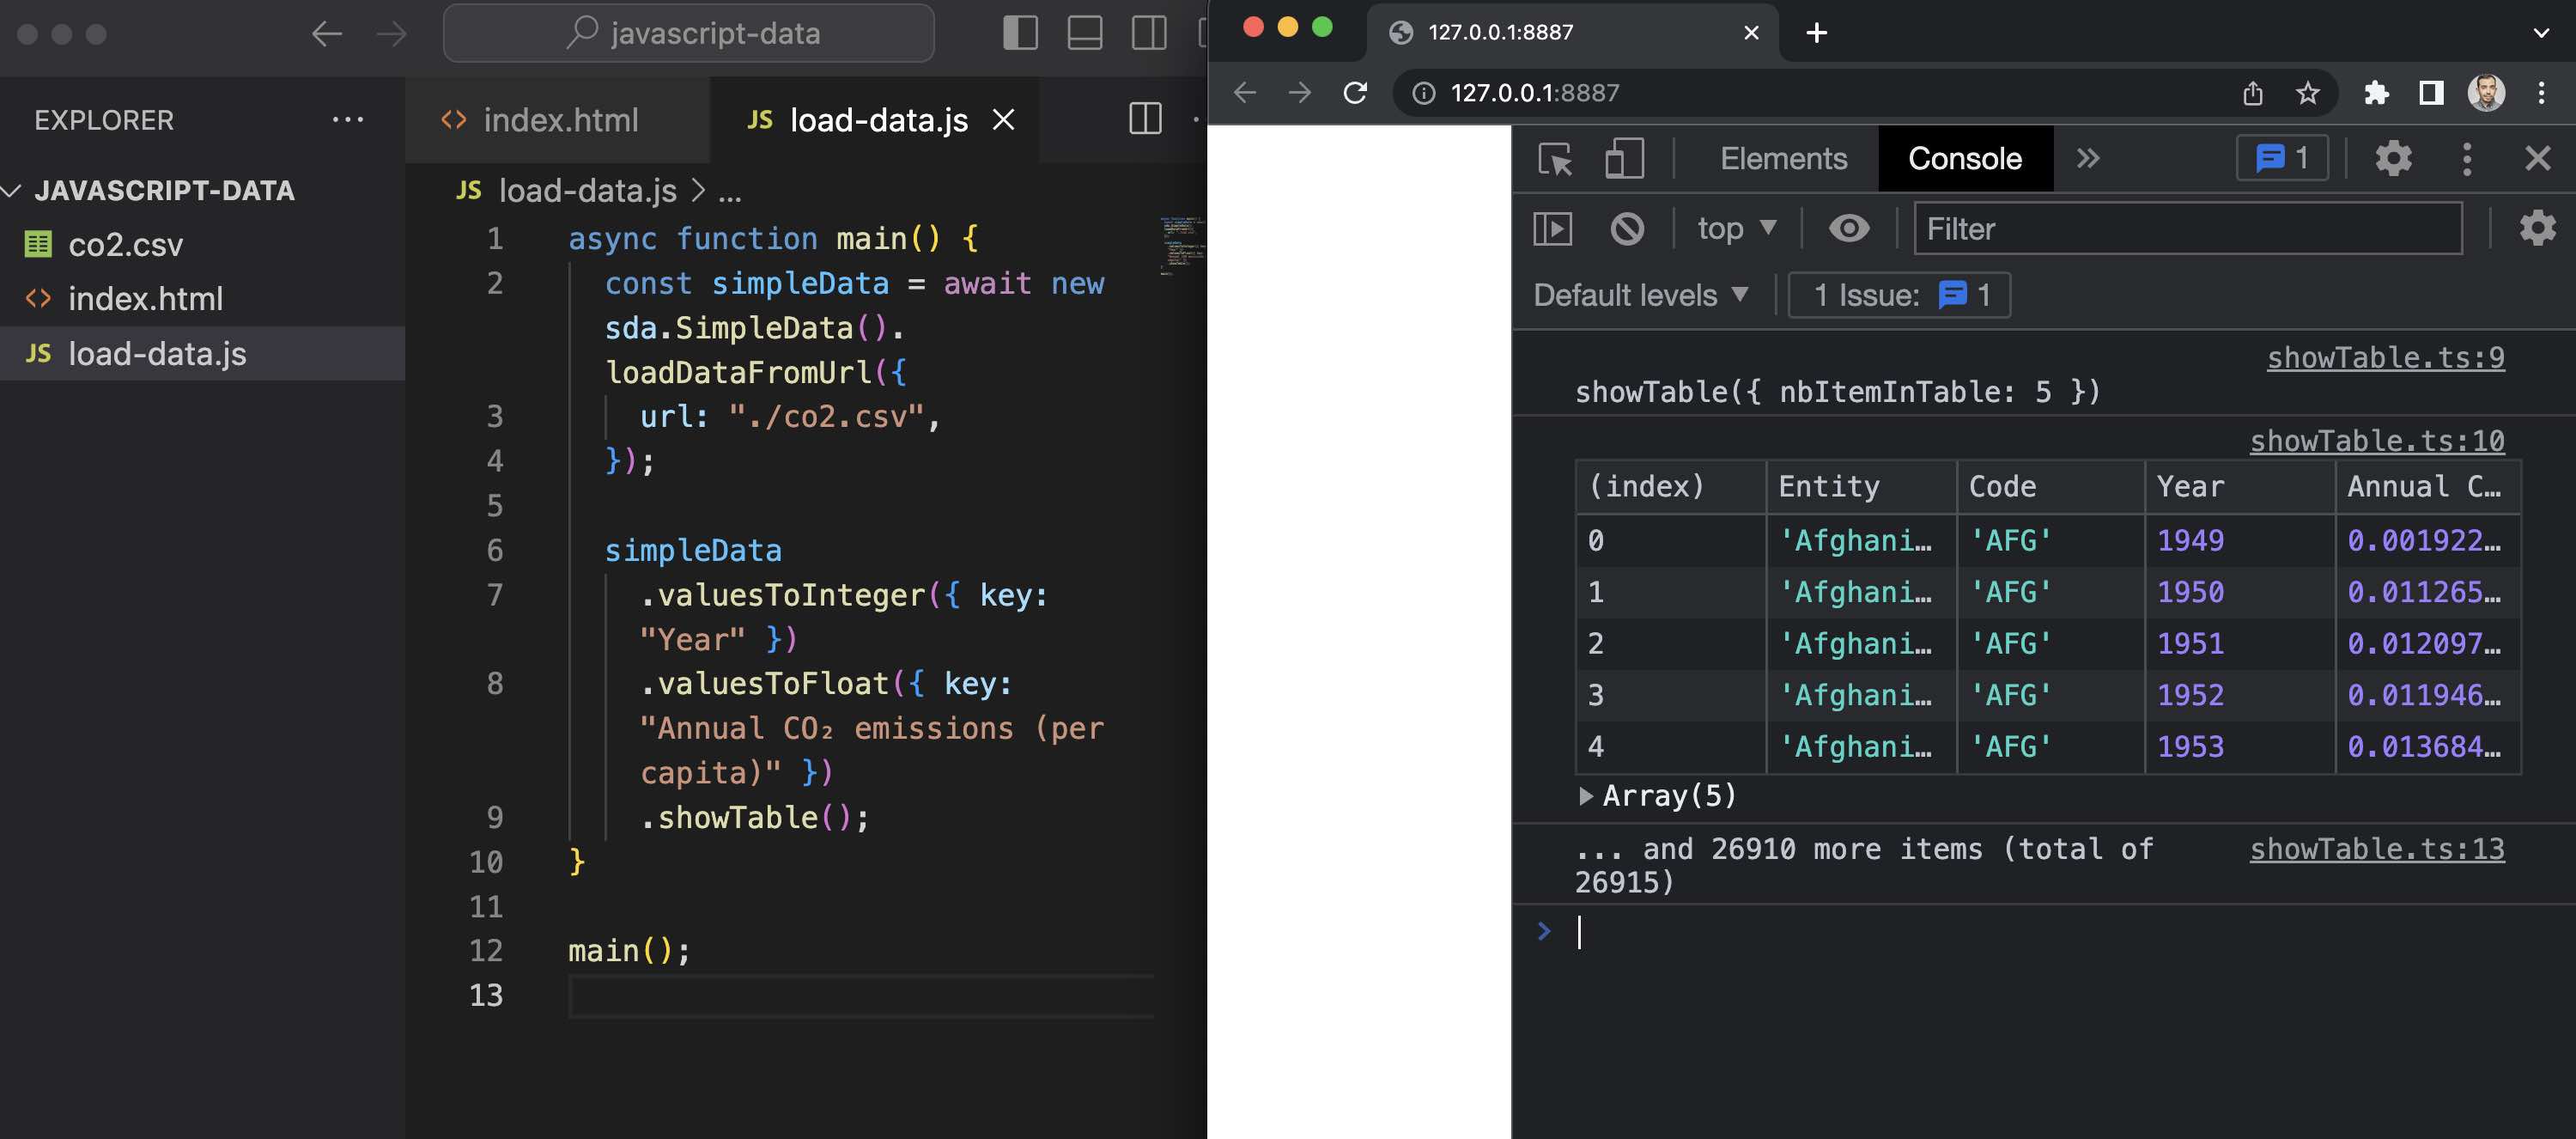 javascript-data
EXPLORER
JAVASCRIPT-DATA
co2.csv
<> index.html
JS load-data.js
<> index.html
JS load-data.js
JS load-data.js > ...
1 async function main() {
2 const simpleData = await new
sda.SimpleData().
loadDataFromUrl({
3 url: "./co2.csv",
4 });
5
6 simpleData
7 .valuesToInteger({ key:
"Year" })
8 .valuesToFloat({ key:
"Annual CO₂ emissions (per
capita)" })
9 .showTable();
10 }
11
12 main();
13
127.0.0.1:8887
127.0.0.1:8887
Elements Console 1
top Filter
Default levels 1 Issue: 1
showTable.ts:9
showTable({ nbItemInTable: 5 })
showTable.ts:10
(index) Entity Code Year Annual C…
0 'Afghani… 'AFG' 1949 0.001922…
1 'Afghani… 'AFG' 1950 0.011265…
2 'Afghani… 'AFG' 1951 0.012097…
3 'Afghani… 'AFG' 1952 0.011946…
4 'Afghani… 'AFG' 1953 0.013684…
Array(5)
... and 26910 more items (total of showTable.ts:13
26915)
>